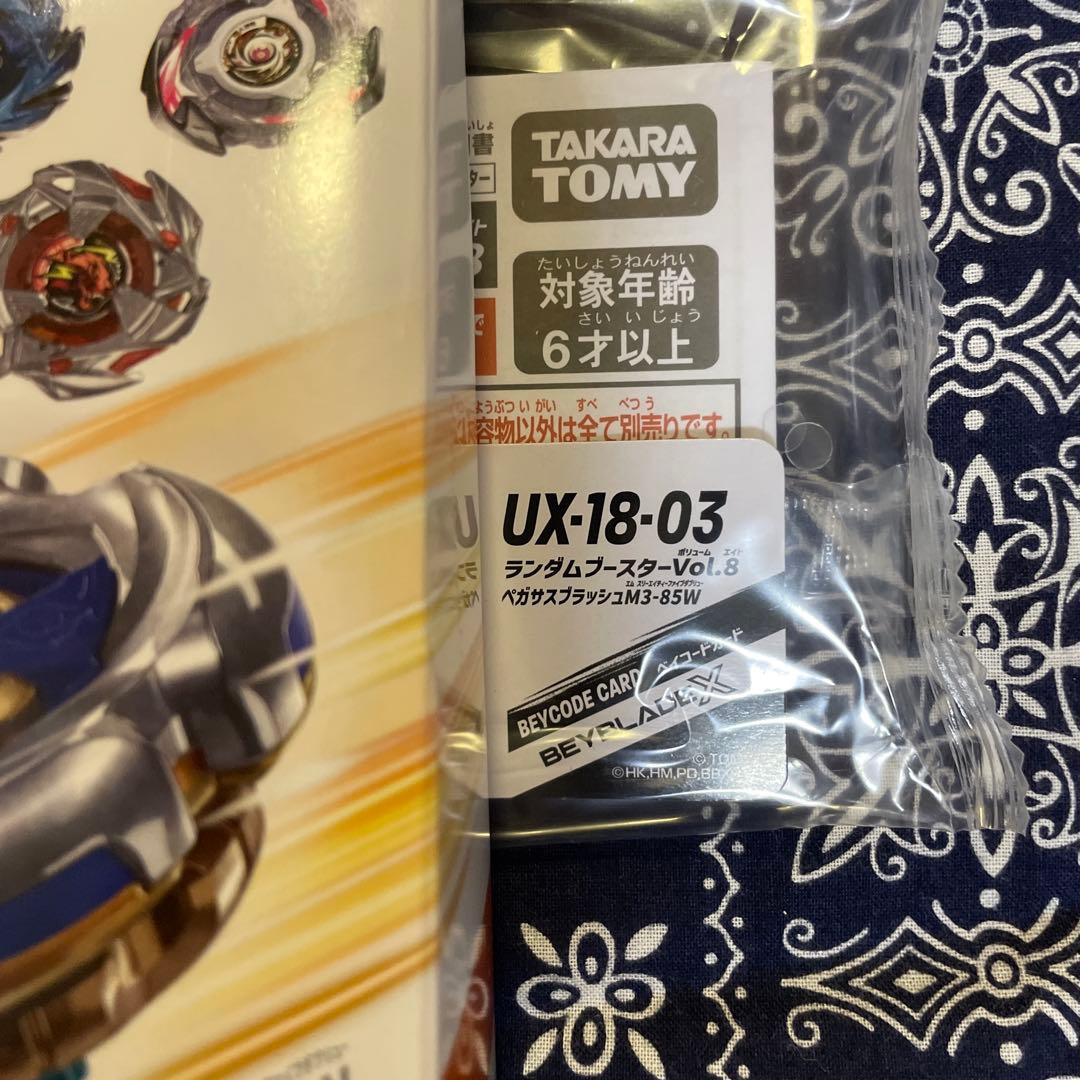 TAKARA
TOMY
書
たいしょうねんれい
対象年齢
さい い じょう
6才以上
ようぶつ い がい すべ べつ う
容物以外は全て別売りです。
UX-18-03
ボリューム エイト
ランダムブースターVol.8
エム スリーエイティーファイブダブリュー
ペガサスブラッシュM3-85W
BEYCODE CARD ベイコードカード
BEYBLADE X
© TOM
©HK,HM,PD,BB